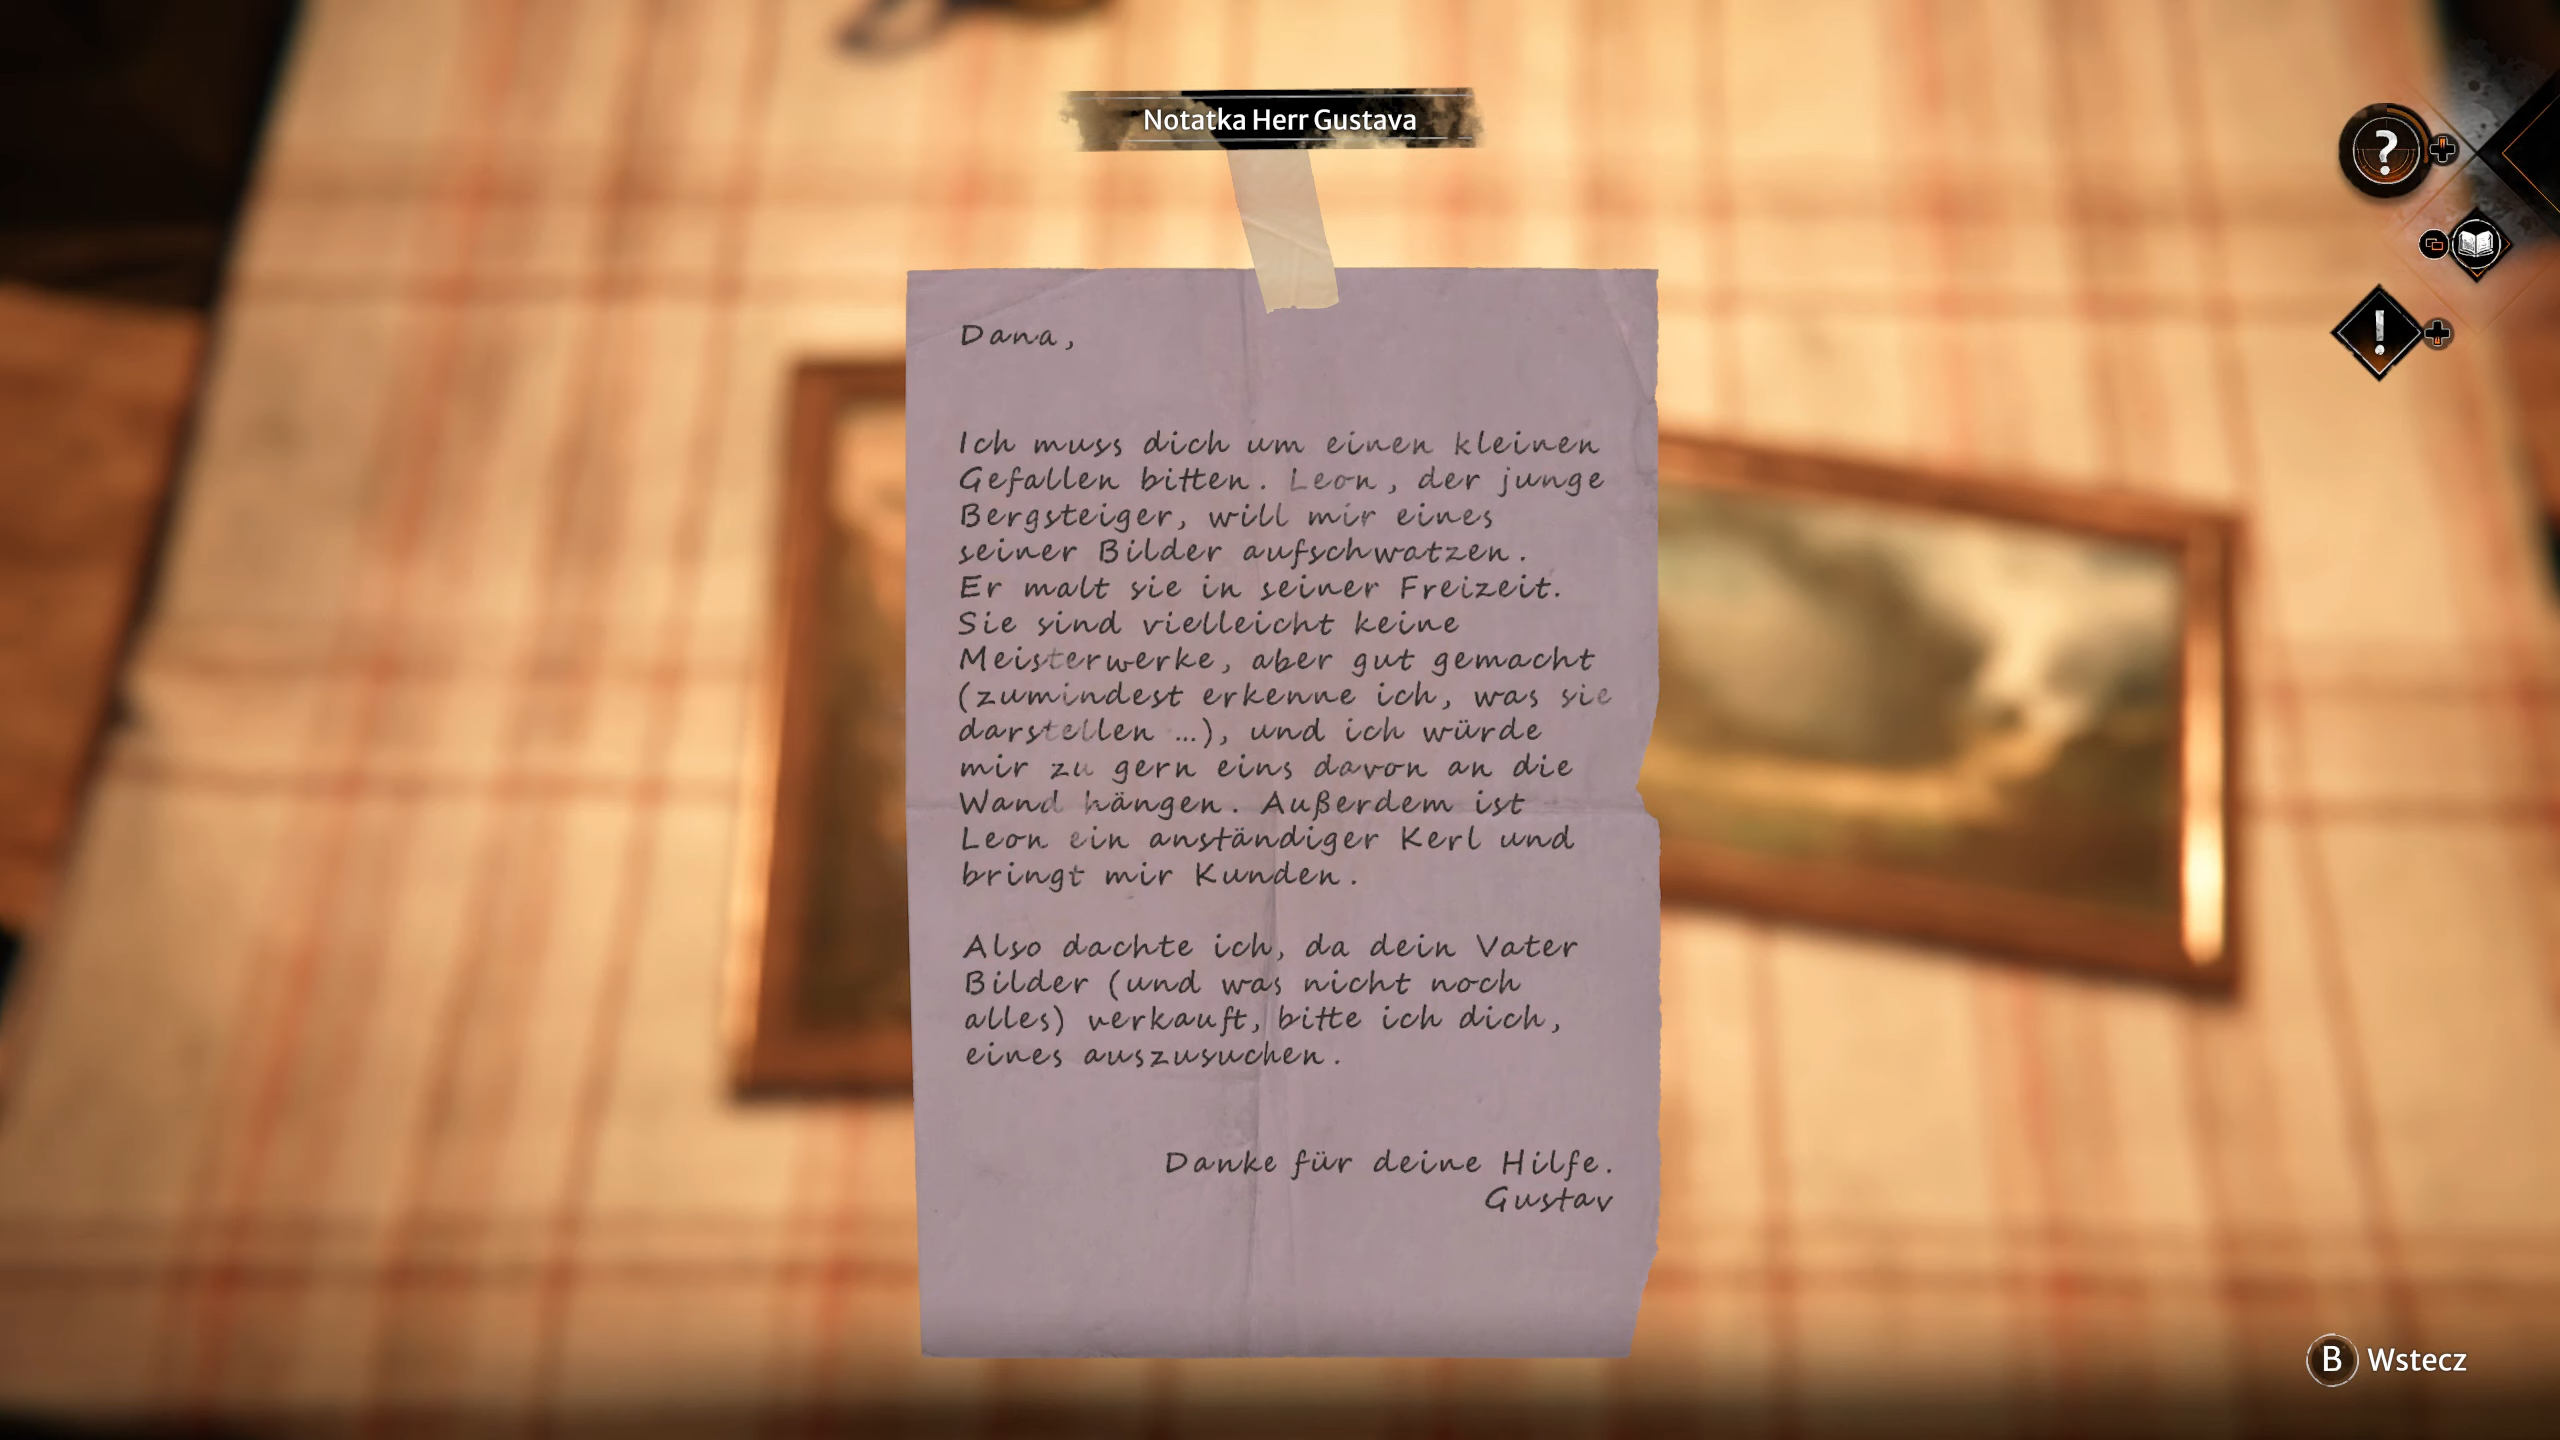 Notatka Herr Gustava
Dana,
Ich muss dich um einen kleinen
Gefallen bitten. Leon, der junge
Bergsteiger, will mir eines
seiner Bilder aufschwatzen.
Er malt sie in seiner Freizeit.
Sie sind vielleicht keine
Meisterwerke, aber gut gemacht
(zumindest erkenne ich, was sie
darstellen ...), und ich würde
mir zu gern eins davon an die
Wand hängen. Außerdem ist
Leon ein anständiger Kerl und
bringt mir Kunden.
Also dachte ich, da dein Vater
Bilder (und was nicht noch
alles) verkauft, bitte ich dich,
eines auszusuchen.
Danke für deine Hilfe.
Gustav
B Wstecz